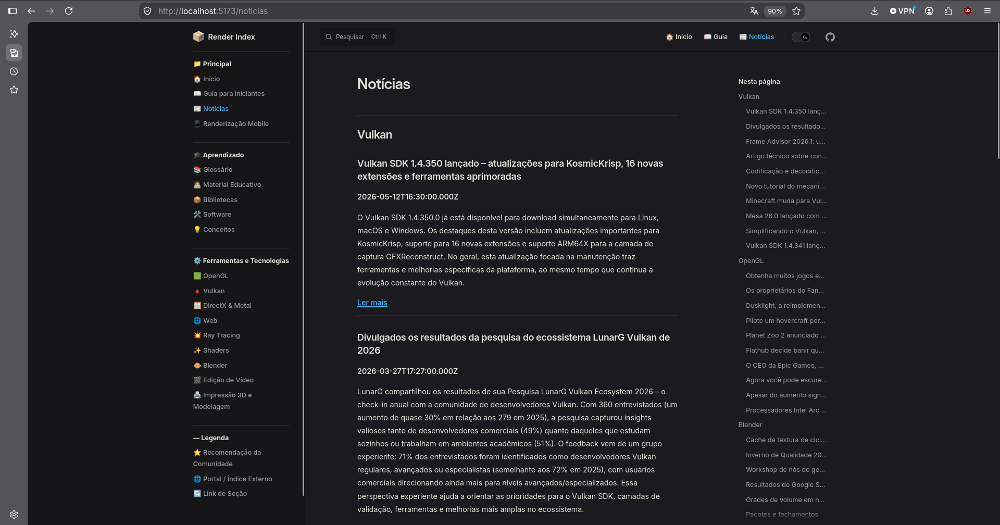 http://localhost:5173/noticias
90%
VPN
Render Index
Principal
Início
Guia para iniciantes
Notícias
Renderização Mobile
Aprendizado
Glossário
Material Educativo
Bibliotecas
Software
Conceitos
Ferramentas e Tecnologias
OpenGL
Vulkan
DirectX & Metal
Web
Ray Tracing
Shaders
Blender
Edição de Vídeo
Impressão 3D e
Modelagem
— Legenda
Recomendação da
Comunidade
Portal / Índice Externo
Link de Seção
Pesquisar Ctrl K
Início
Guia
Notícias
Notícias
Vulkan
Vulkan SDK 1.4.350 lançado – atualizações para KosmicKrisp, 16 novas
extensões e ferramentas aprimoradas
2026-05-12T16:30:00.000Z
O Vulkan SDK 1.4.350.0 já está disponível para download simultaneamente para Linux,
macOS e Windows. Os destaques desta versão incluem atualizações importantes para
KosmicKrisp, suporte para 16 novas extensões e suporte ARM64X para a camada de
captura GFXReconstruct. No geral, esta atualização focada na manutenção traz
ferramentas e melhorias específicas da plataforma, ao mesmo tempo que continua a
evolução constante do Vulkan.
Ler mais
Divulgados os resultados da pesquisa do ecossistema LunarG Vulkan de
2026
2026-03-27T17:27:00.000Z
LunarG compartilhou os resultados de sua Pesquisa LunarG Vulkan Ecosystem 2026 – o
check-in anual com a comunidade de desenvolvedores Vulkan. Com 360 entrevistados (um
aumento de quase 30% em relação aos 279 em 2025), a pesquisa capturou insights
valiosos tanto de desenvolvedores comerciais (49%) quanto daqueles que estudam
sozinhos ou trabalham em ambientes acadêmicos (51%). O feedback vem de um grupo
experiente: 71% dos entrevistados foram identificados como desenvolvedores Vulkan
regulares, avançados ou especialistas (semelhante aos 72% em 2025), com usuários
comerciais direcionando ainda mais para níveis avançados/especializados. Essa
perspectiva experiente ajuda a orientar as prioridades para o Vulkan SDK, camadas de
validação, ferramentas e melhorias mais amplas no ecossistema.
Nesta página
Vulkan
Vulkan SDK 1.4.350 lanç...
Divulgados os resultado...
Frame Advisor 2026.1: u...
Artigo técnico sobre con...
Codificação e decodific...
Novo tutorial do mecani...
Minecraft muda para Vul...
Mesa 26.0 lançado com ...
Simplificando o Vulkan, ...
Vulkan SDK 1.4.341 lanç...
OpenGL
Obtenha muitos jogos e...
Os proprietários do Fan...
Dusklight, a reimplemen...
Pilote um hovercraft per...
Planet Zoo 2 anunciado ...
Flathub decide banir qu...
O CEO da Epic Games, ...
Agora você pode escure...
Apesar do aumento sign...
Processadores Intel Arc ...
Blender
Cache de textura de cicl...
Inverno de Qualidade 20...
Workshop de nós de ge...
Resultados do Google S...
Grades de volume em n...
Pacotes e fechamentos